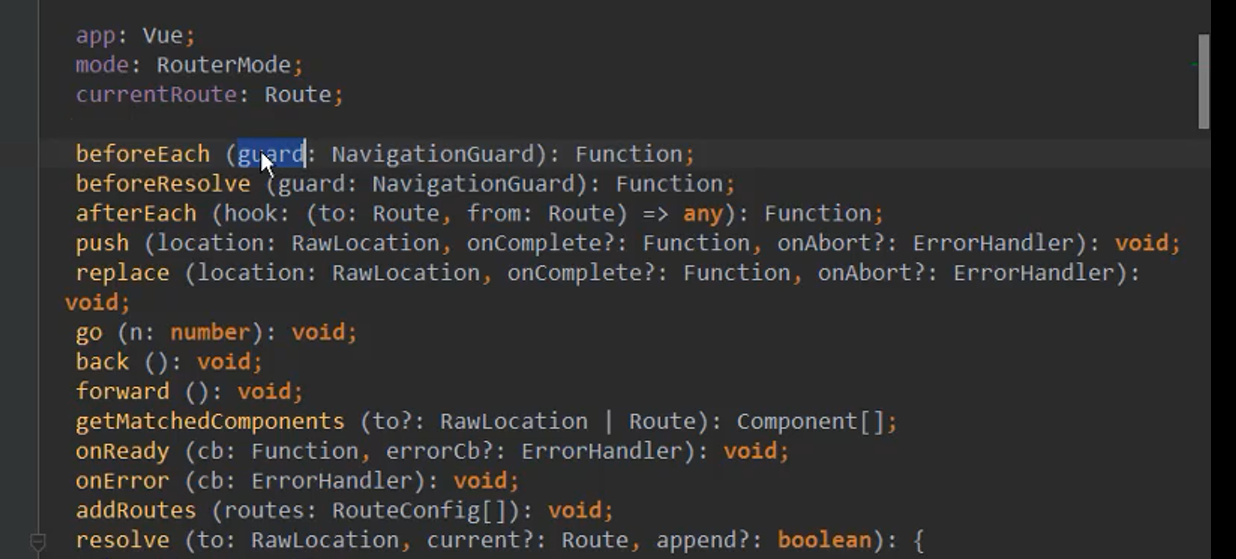 app: Vue;
mode: RouterMode;
currentRoute: Route;
beforeEach (guard: NavigationGuard): Function;
beforeResolve (guard: NavigationGuard): Function;
afterEach (hook: (to: Route, from: Route) => any): Function;
push (location: RawLocation, onComplete?: Function, onAbort?: ErrorHandler): void;
replace (location: RawLocation, onComplete?: Function, onAbort?: ErrorHandler):
void;
go (n: number): void;
back (): void;
forward (): void;
getMatchedComponents (to?: RawLocation | Route): Component[];
onReady (cb: Function, errorCb?: ErrorHandler): void;
onError (cb: ErrorHandler): void;
addRoutes (routes: RouteConfig[]): void;
resolve (to: RawLocation, current?: Route, append?: boolean): {